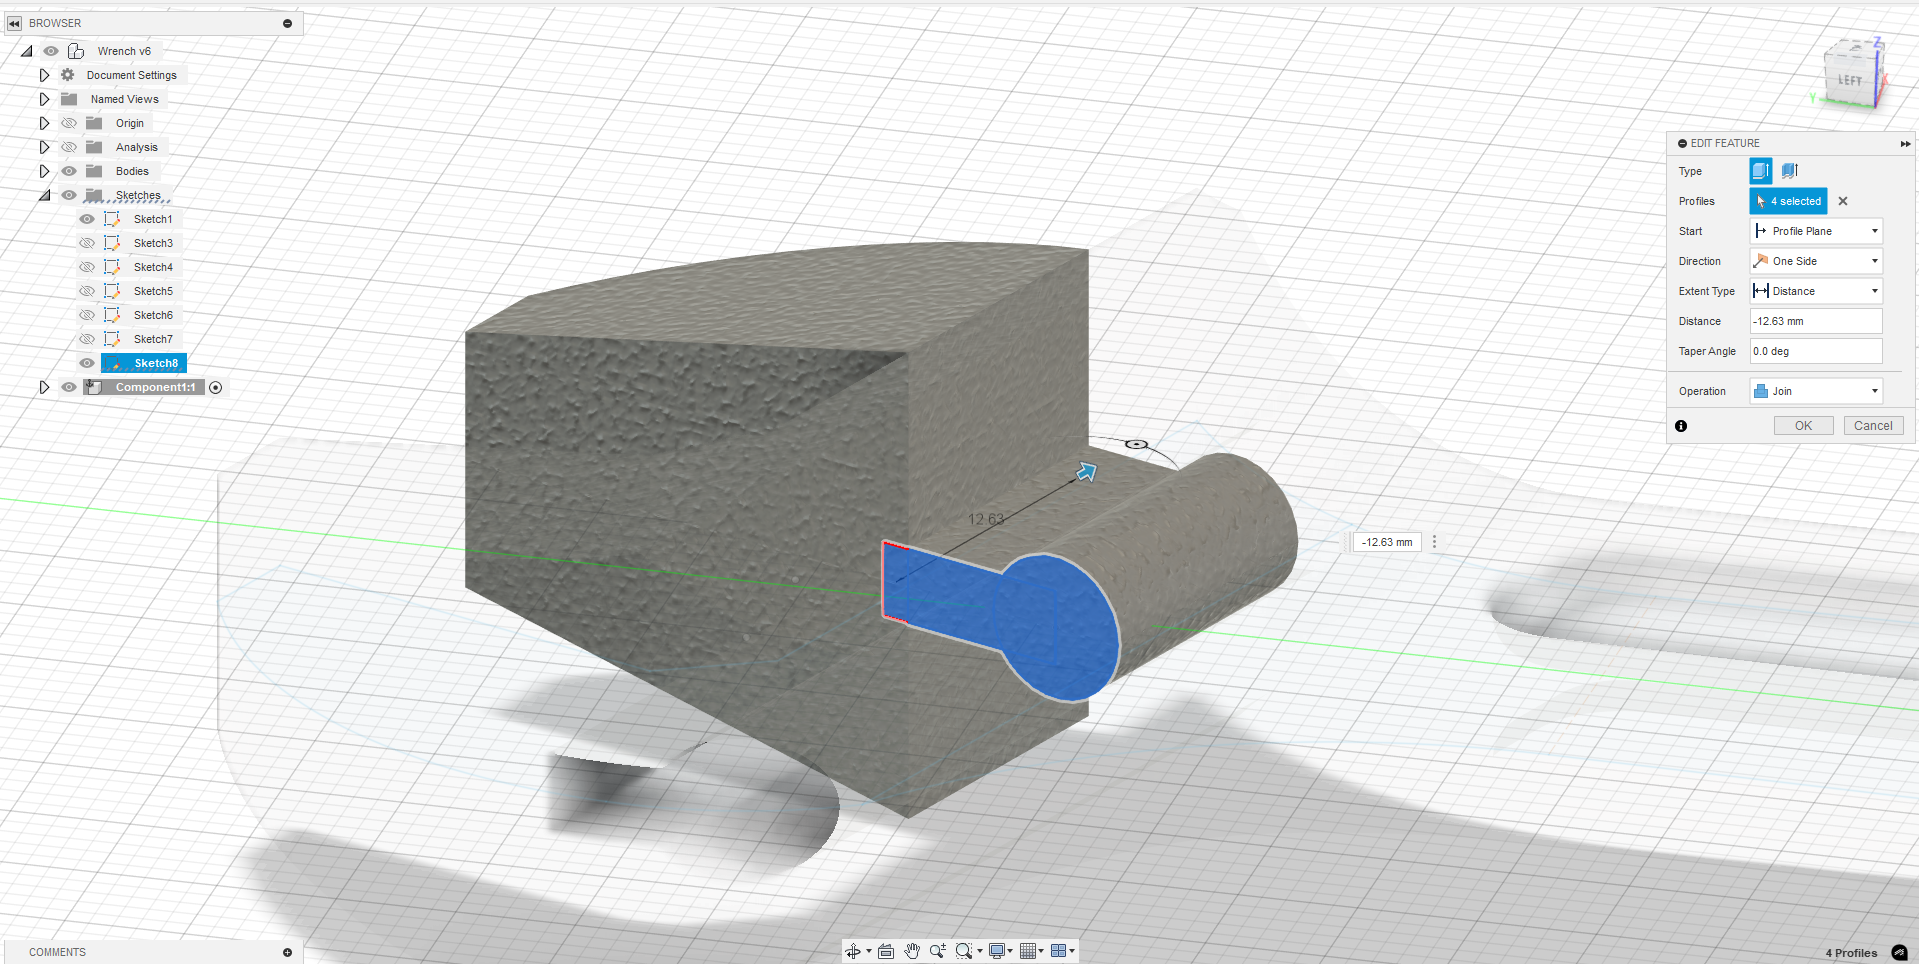 BROWSER
Wrench v6
Document Settings
Named Views
Origin
Analysis
Bodies
Sketches
Sketch1
Sketch3
Sketch4
Sketch5
Sketch6
Sketch7
Sketch8
Component1:1
Z
LEFT
Y
EDIT FEATURE
Type
Profiles 4 selected
Start Profile Plane
Direction One Side
Extent Type Distance
Distance -12.63 mm
Taper Angle 0.0 deg
Operation Join
OK Cancel
12.63
-12.63 mm
COMMENTS
4 Profiles